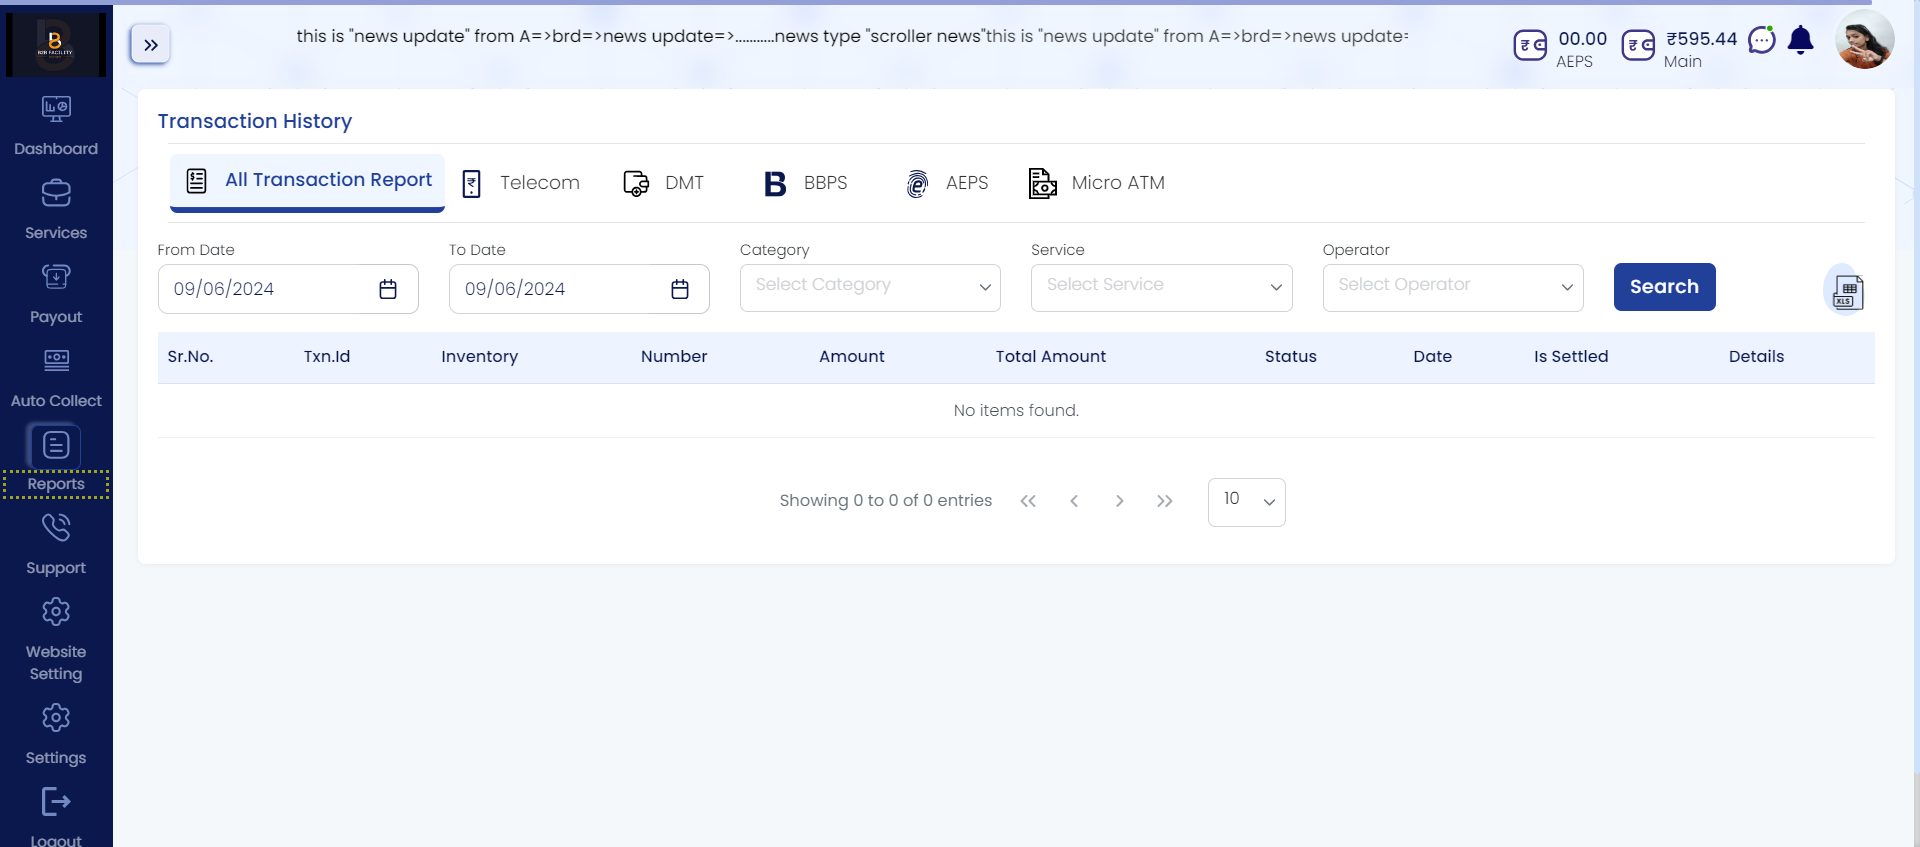 B2B FACILITY
this is "news update" from A=>brd=>news update=>...........news type "scroller news"this is "news update" from A=>brd=>news update=
00.00
AEPS
₹595.44
Main
Dashboard
Services
Payout
Auto Collect
Reports
Support
Website
Setting
Settings
Logout
Transaction History
All Transaction Report
Telecom
DMT
BBPS
AEPS
Micro ATM
From Date
To Date
Category
Service
Operator
09/06/2024
09/06/2024
Select Category
Select Service
Select Operator
Search
XLS
Sr.No. Txn.Id Inventory Number Amount Total Amount Status Date Is Settled Details
No items found.
Showing 0 to 0 of 0 entries
10